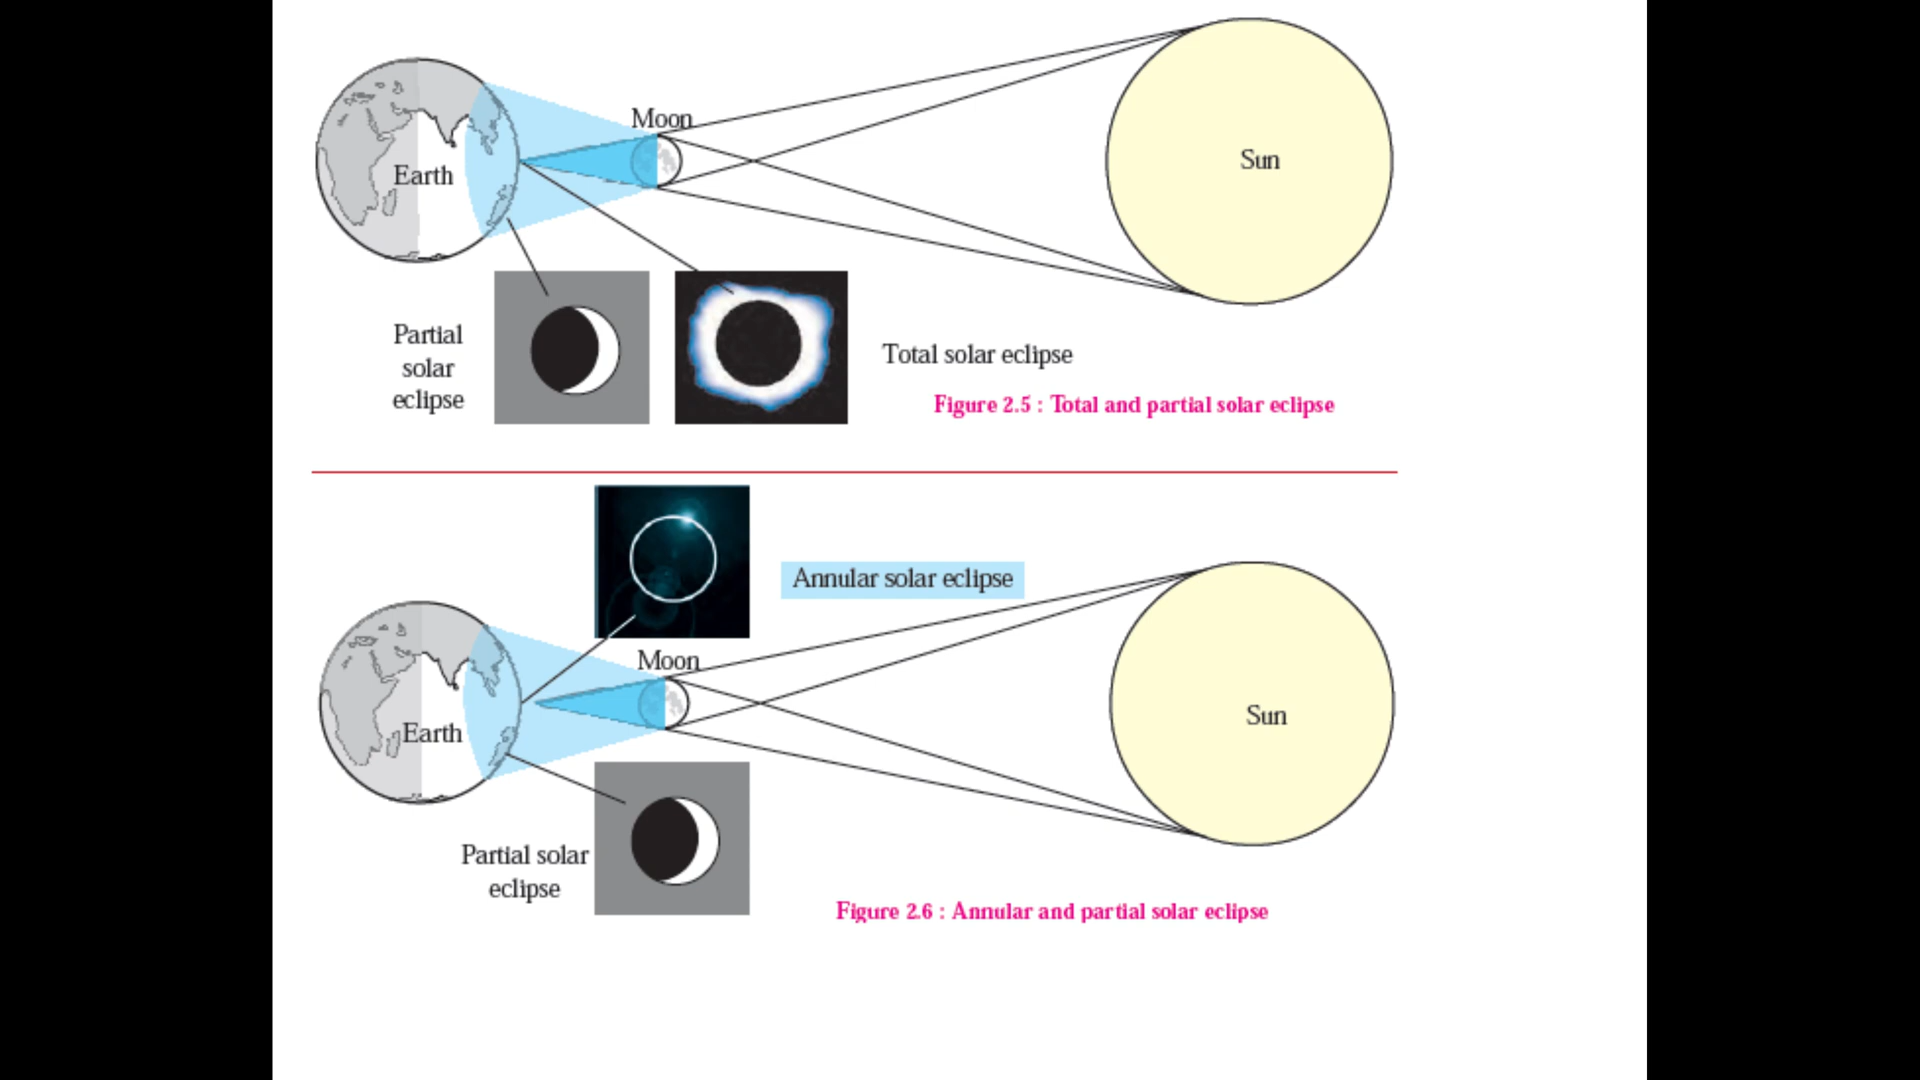 Moon
Earth
Sun
Partial
solar
eclipse
Total solar eclipse
Figure 2.5 : Total and partial solar eclipse
Annular solar eclipse
Moon
Earth
Sun
Partial solar
eclipse
Figure 2.6 : Annular and partial solar eclipse